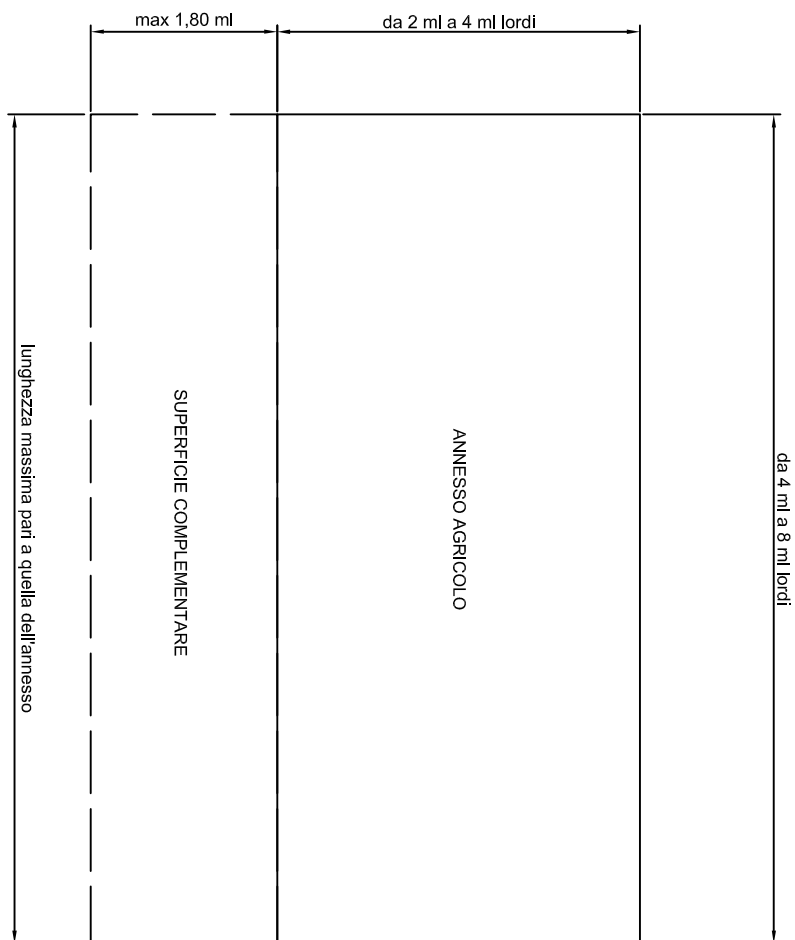 max 1,80 ml
da 2 ml a 4 ml lordi
lunghezza massima pari a quella dell'annesso
SUPERFICIE COMPLEMENTARE
ANNESSO AGRICOLO
da 4 ml a 8 ml lordi